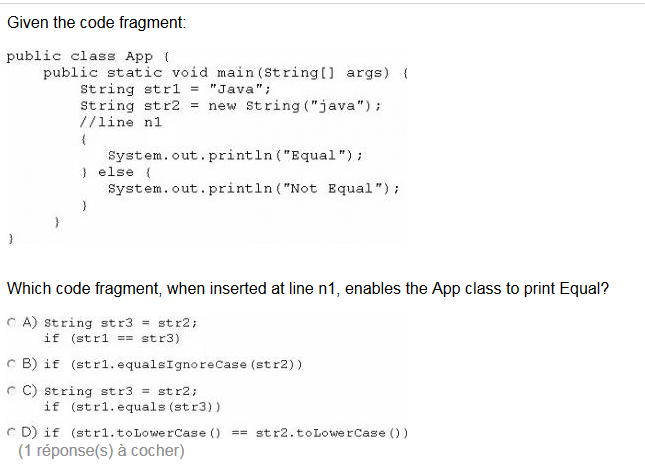 Given the code fragment:
public class App {
public static void main(String[] args) {
String str1 = "Java";
String str2 = new String("java");
//line n1
{
System.out.println("Equal");
} else {
System.out.println("Not Equal");
}
}
}
Which code fragment, when inserted at line n1, enables the App class to print Equal?
A) String str3 = str2;
if (str1 == str3)
B) if (str1.equalsIgnoreCase(str2))
C) String str3 = str2;
if (str1.equals(str3))
D) if (str1.toLowerCase() == str2.toLowerCase())
(1 réponse(s) à cocher)